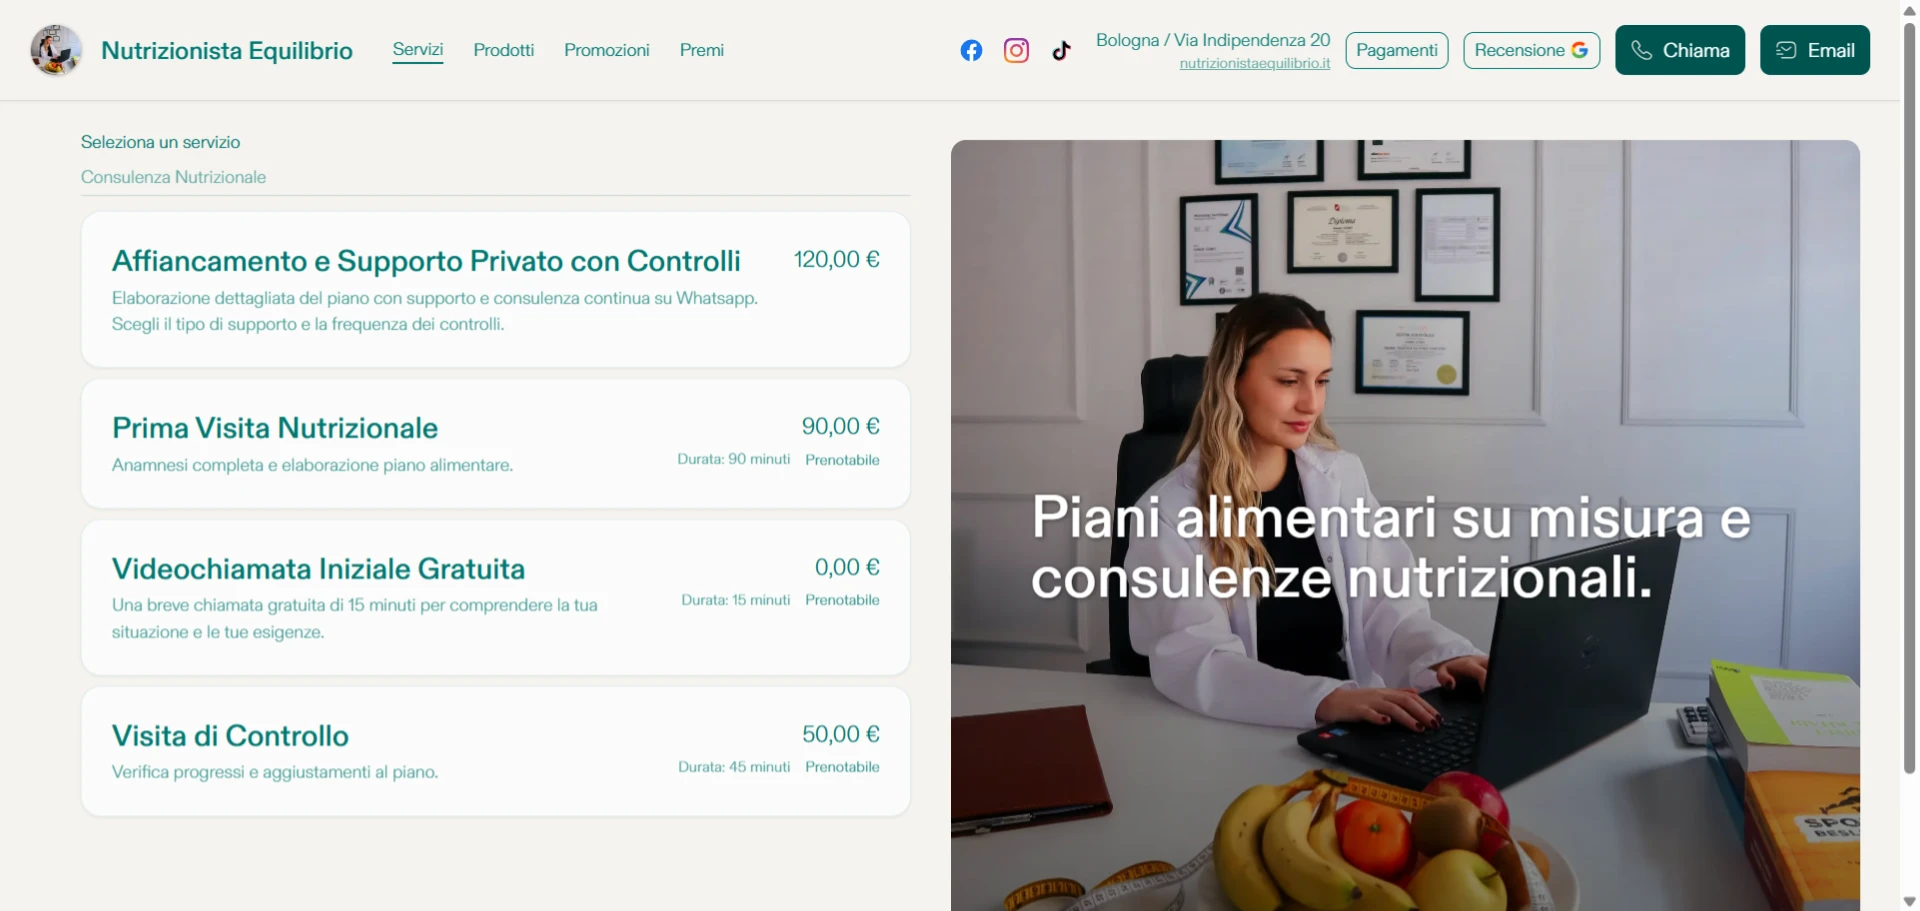 Nutrizionista Equilibrio
Servizi
Prodotti
Promozioni
Premi
Bologna / Via Indipendenza 20
nutrizionistaequilibrio.it
Pagamenti
Recensione
Chiama
Email
Seleziona un servizio
Consulenza Nutrizionale
Affiancamento e Supporto Privato con Controlli
120,00 €
Elaborazione dettagliata del piano con supporto e consulenza continua su Whatsapp.
Scegli il tipo di supporto e la frequenza dei controlli.
Prima Visita Nutrizionale
90,00 €
Anamnesi completa e elaborazione piano alimentare.
Durata: 90 minuti
Prenotabile
Videochiamata Iniziale Gratuita
0,00 €
Una breve chiamata gratuita di 15 minuti per comprendere la tua
situazione e le tue esigenze.
Durata: 15 minuti
Prenotabile
Visita di Controllo
50,00 €
Verifica progressi e aggiustamenti al piano.
Durata: 45 minuti
Prenotabile
Diploma
Piani alimentari su misura e
consulenze nutrizionali.